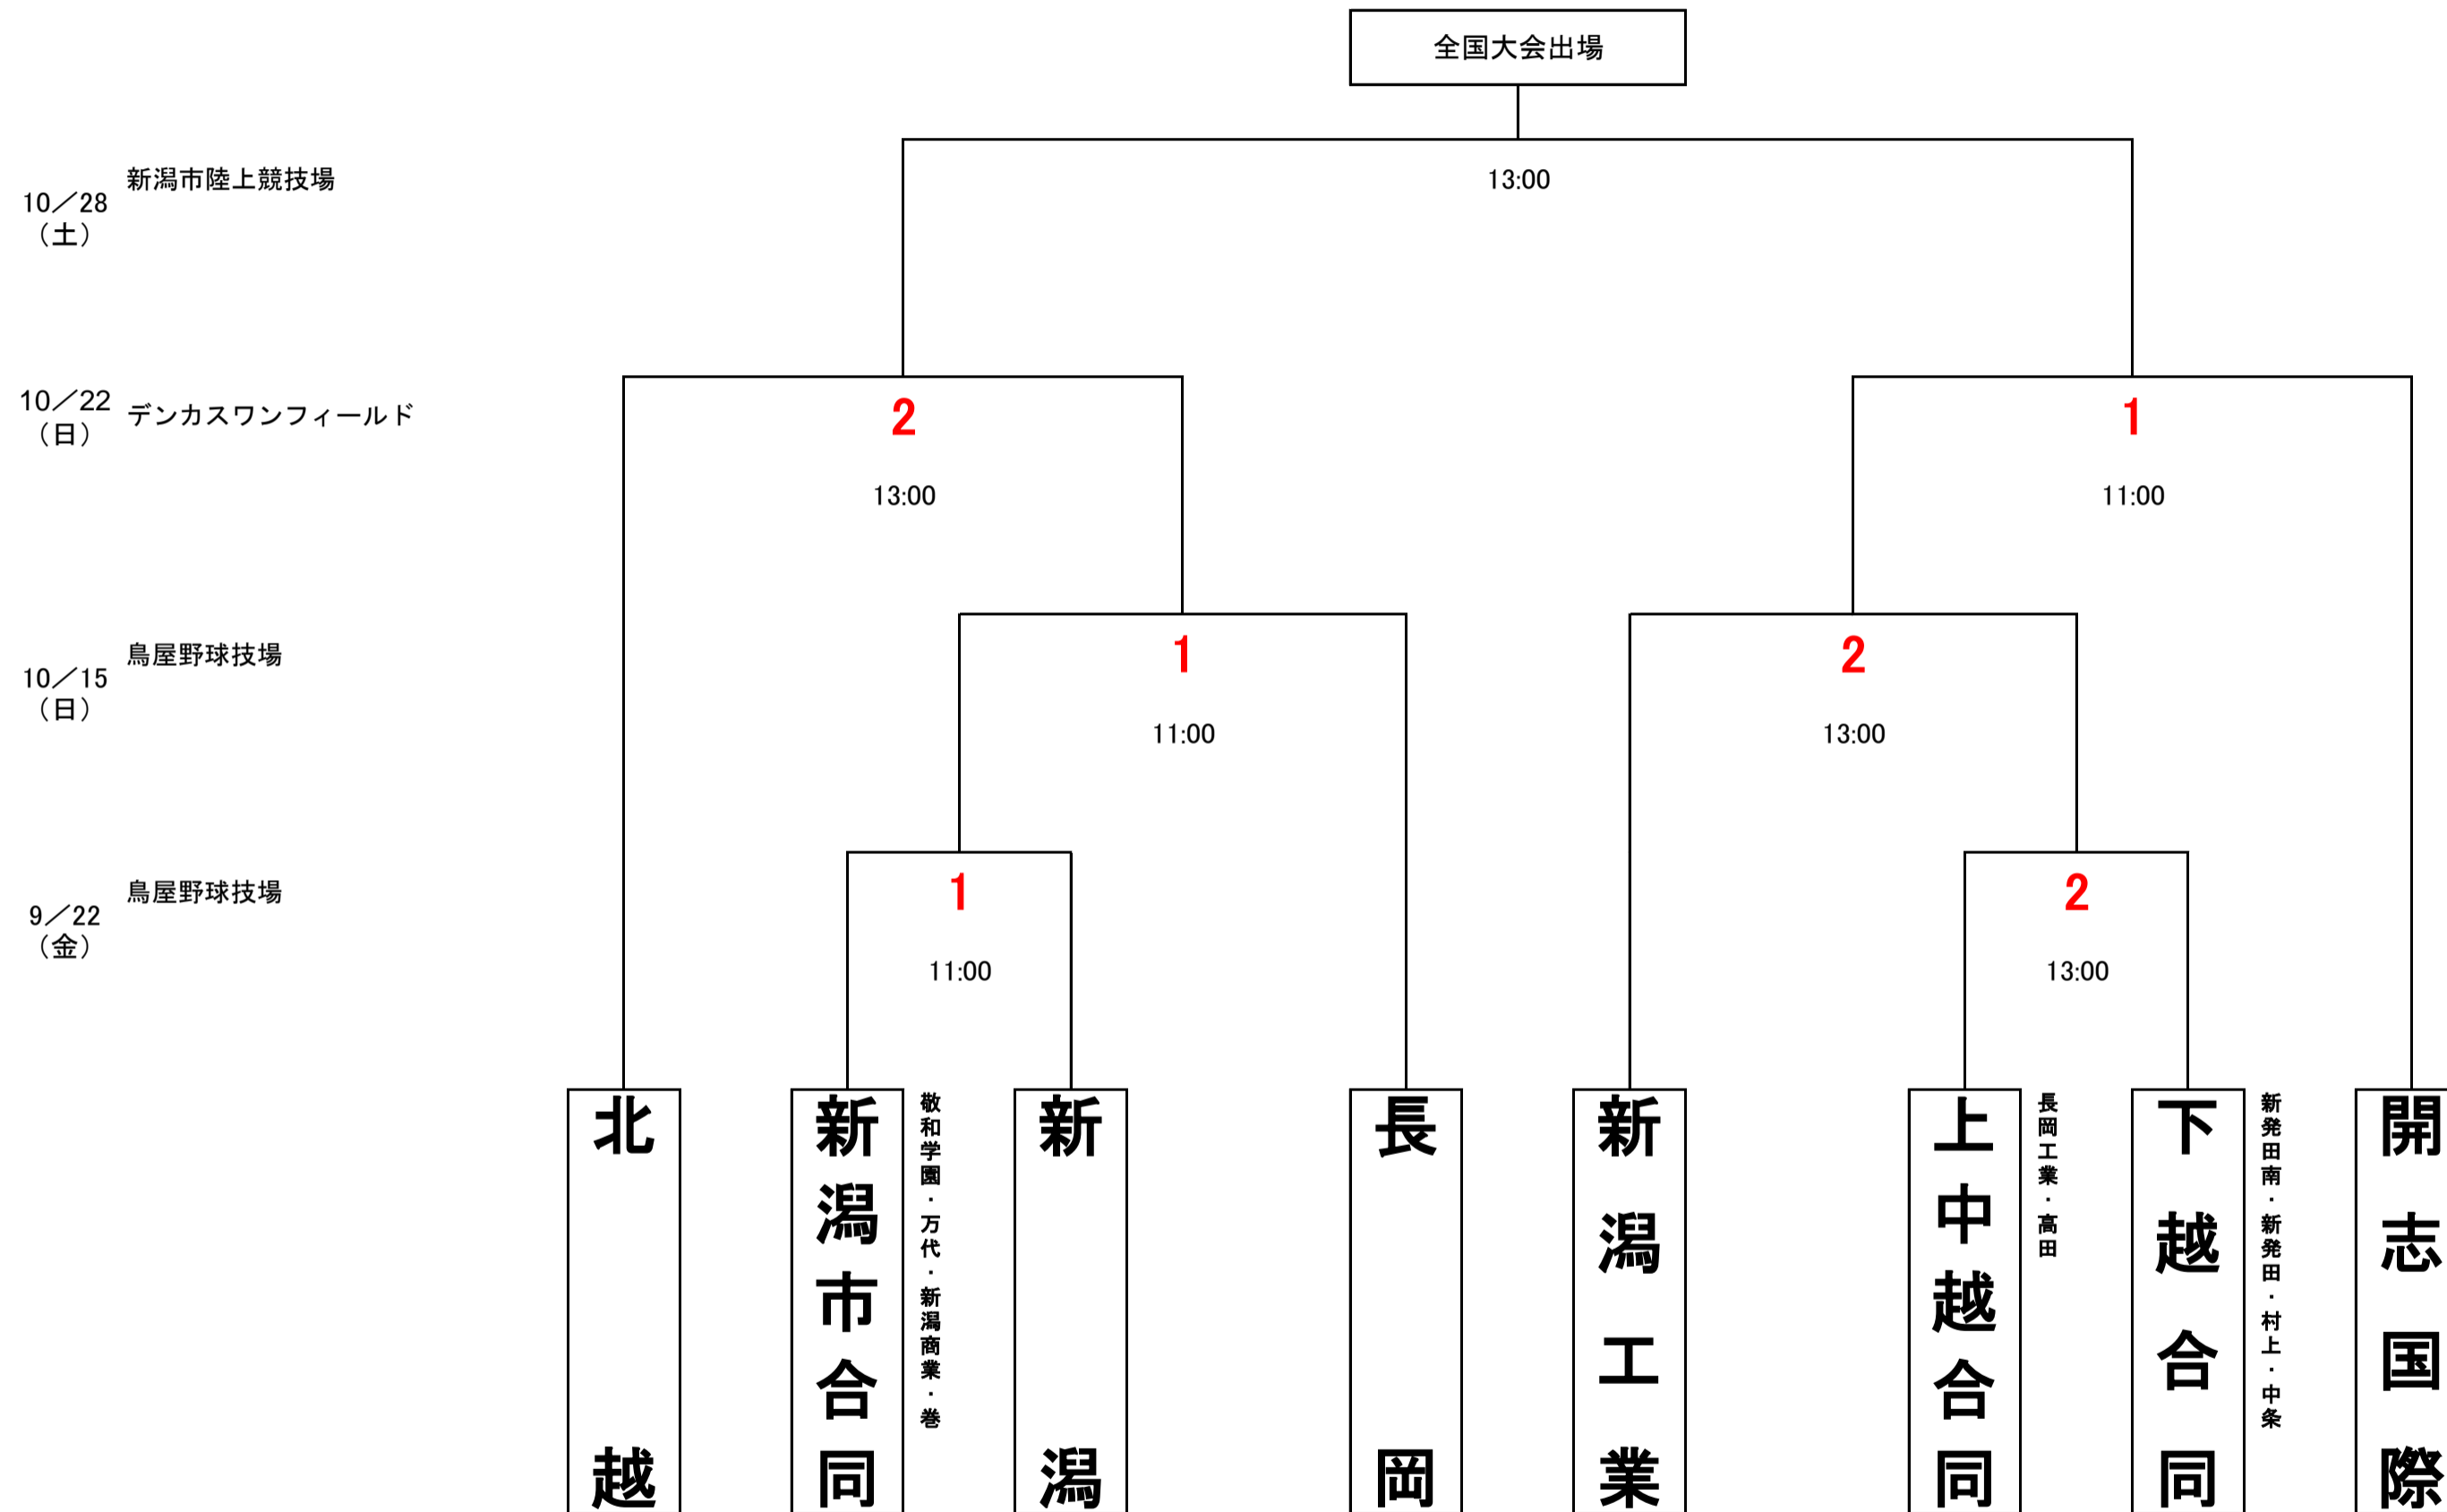 全国大会出場
新潟市陸上競技場
13:00
10／28
（土）
10／22
（日）
デンカスワンフィールド
2
1
13:00
11:00
鳥屋野球技場
10／15
（日）
1
2
11:00
13:00
鳥屋野球技場
9／22
（金）
1
2
11:00
13:00
北越
新潟市合同
敬和学園・万代・新潟商業・巻
新潟
長岡
新潟工業
上中越合同
長岡工業・高田
下越合同
新発田南・新発田・村上・中条
開志国際